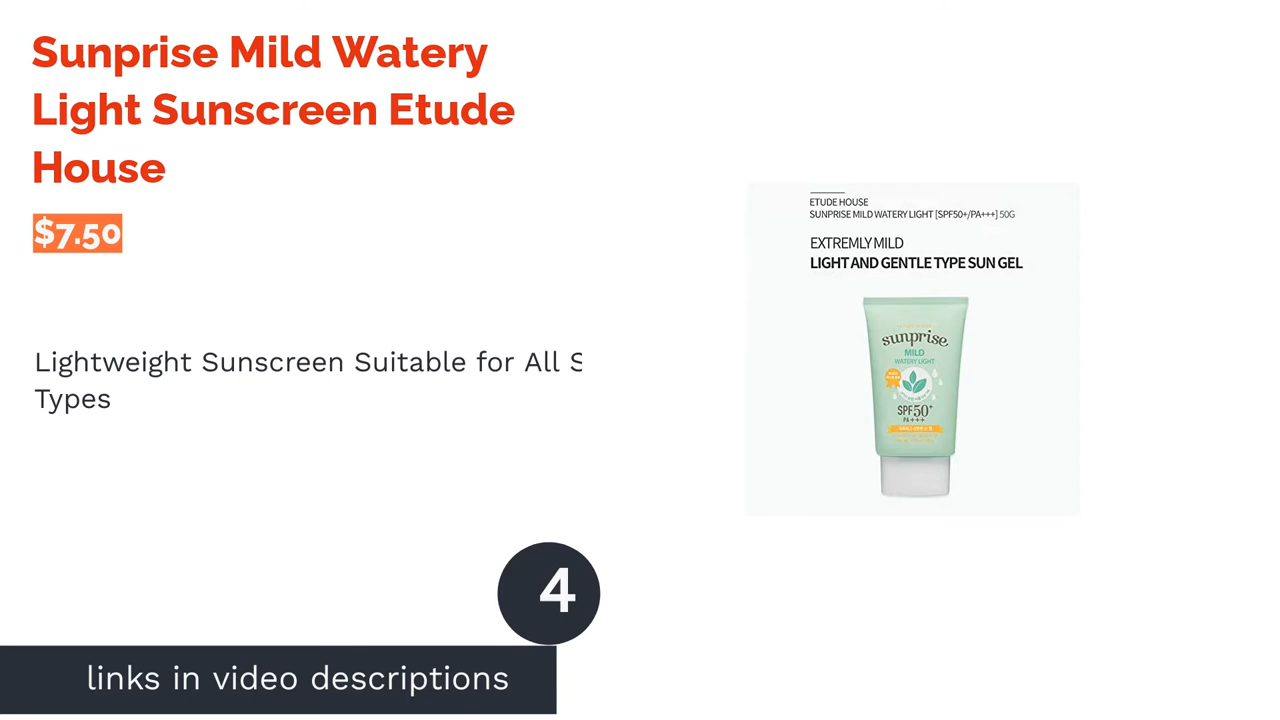 Sunprise Mild Watery
Light Sunscreen Etude
House
$7.50
Lightweight Sunscreen Suitable for All S
Types
ETUDE HOUSE
SUNPRISE MILD WATERY LIGHT [SPF50+/PA+++] 50G
EXTREMLY MILD
LIGHT AND GENTLE TYPE SUN GEL
sunprise
MILD
WATERY LIGHT
SPF50+
PA+++
4
links in video descriptions